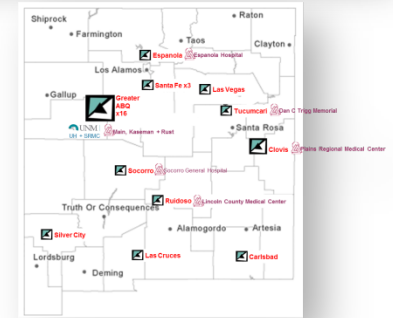 Raton
Shiprock
Farmington
Taos
Clayton
Espanola
Espanola Hospital
Los Alamos
Santa Fe x3
Las Vegas
Gallup
Greater
ABQ
x16
Tucumcari
Dan C Trigg Memorial
UNM
UH + SRMC
Main, Kaseman + Rust
Santa Rosa
Clovis
Plains Regional Medical Center
Socorro
Socorro General Hospital
Ruidoso
Lincoln County Medical Center
Truth Or Consequences
Alamogordo
Artesia
Silver City
Lordsburg
Las Cruces
Carlsbad
Deming